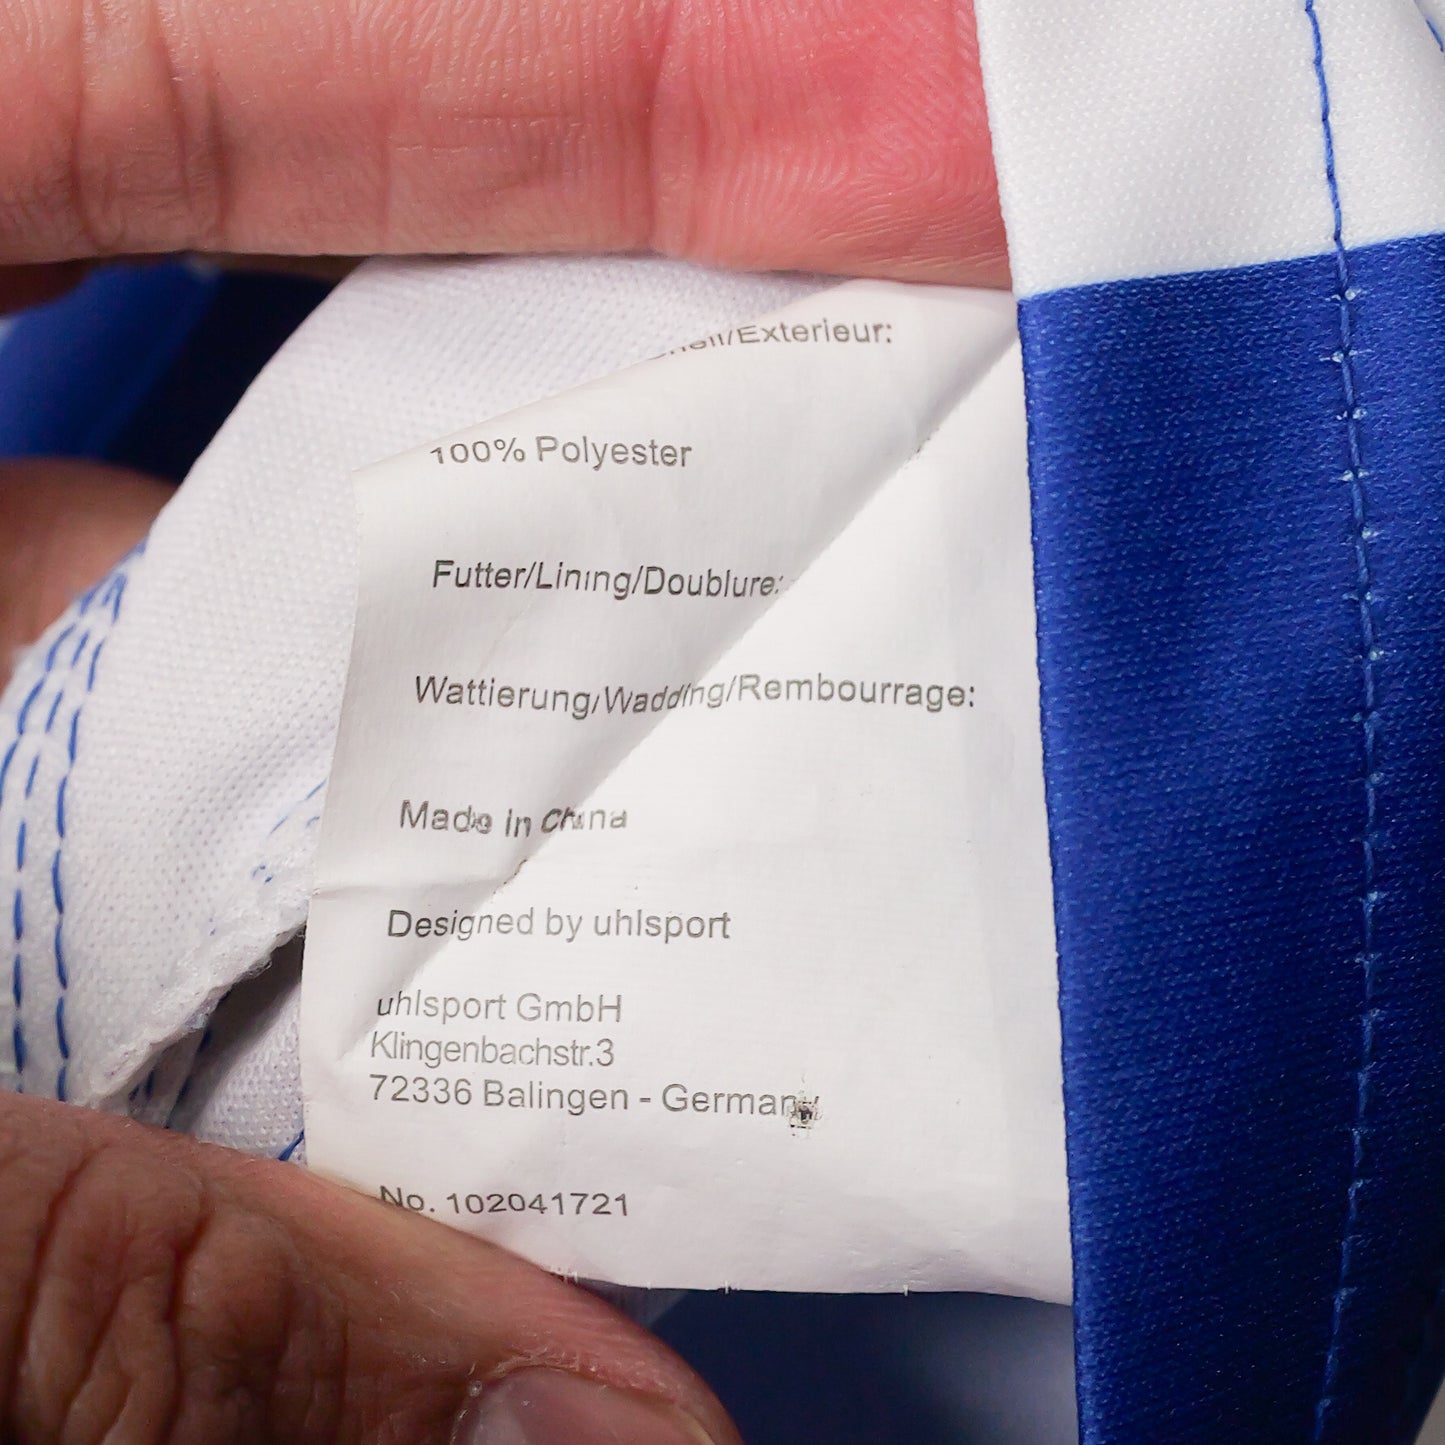 /Exterieur:
100% Polyester
Futter/Lining/Doublure:
Wattierung/Wadding/Rembourrage:
Made in China
Designed by uhlsport
uhlsport GmbH
Klingenbachstr.3
72336 Balingen - Germany
No. 102041721